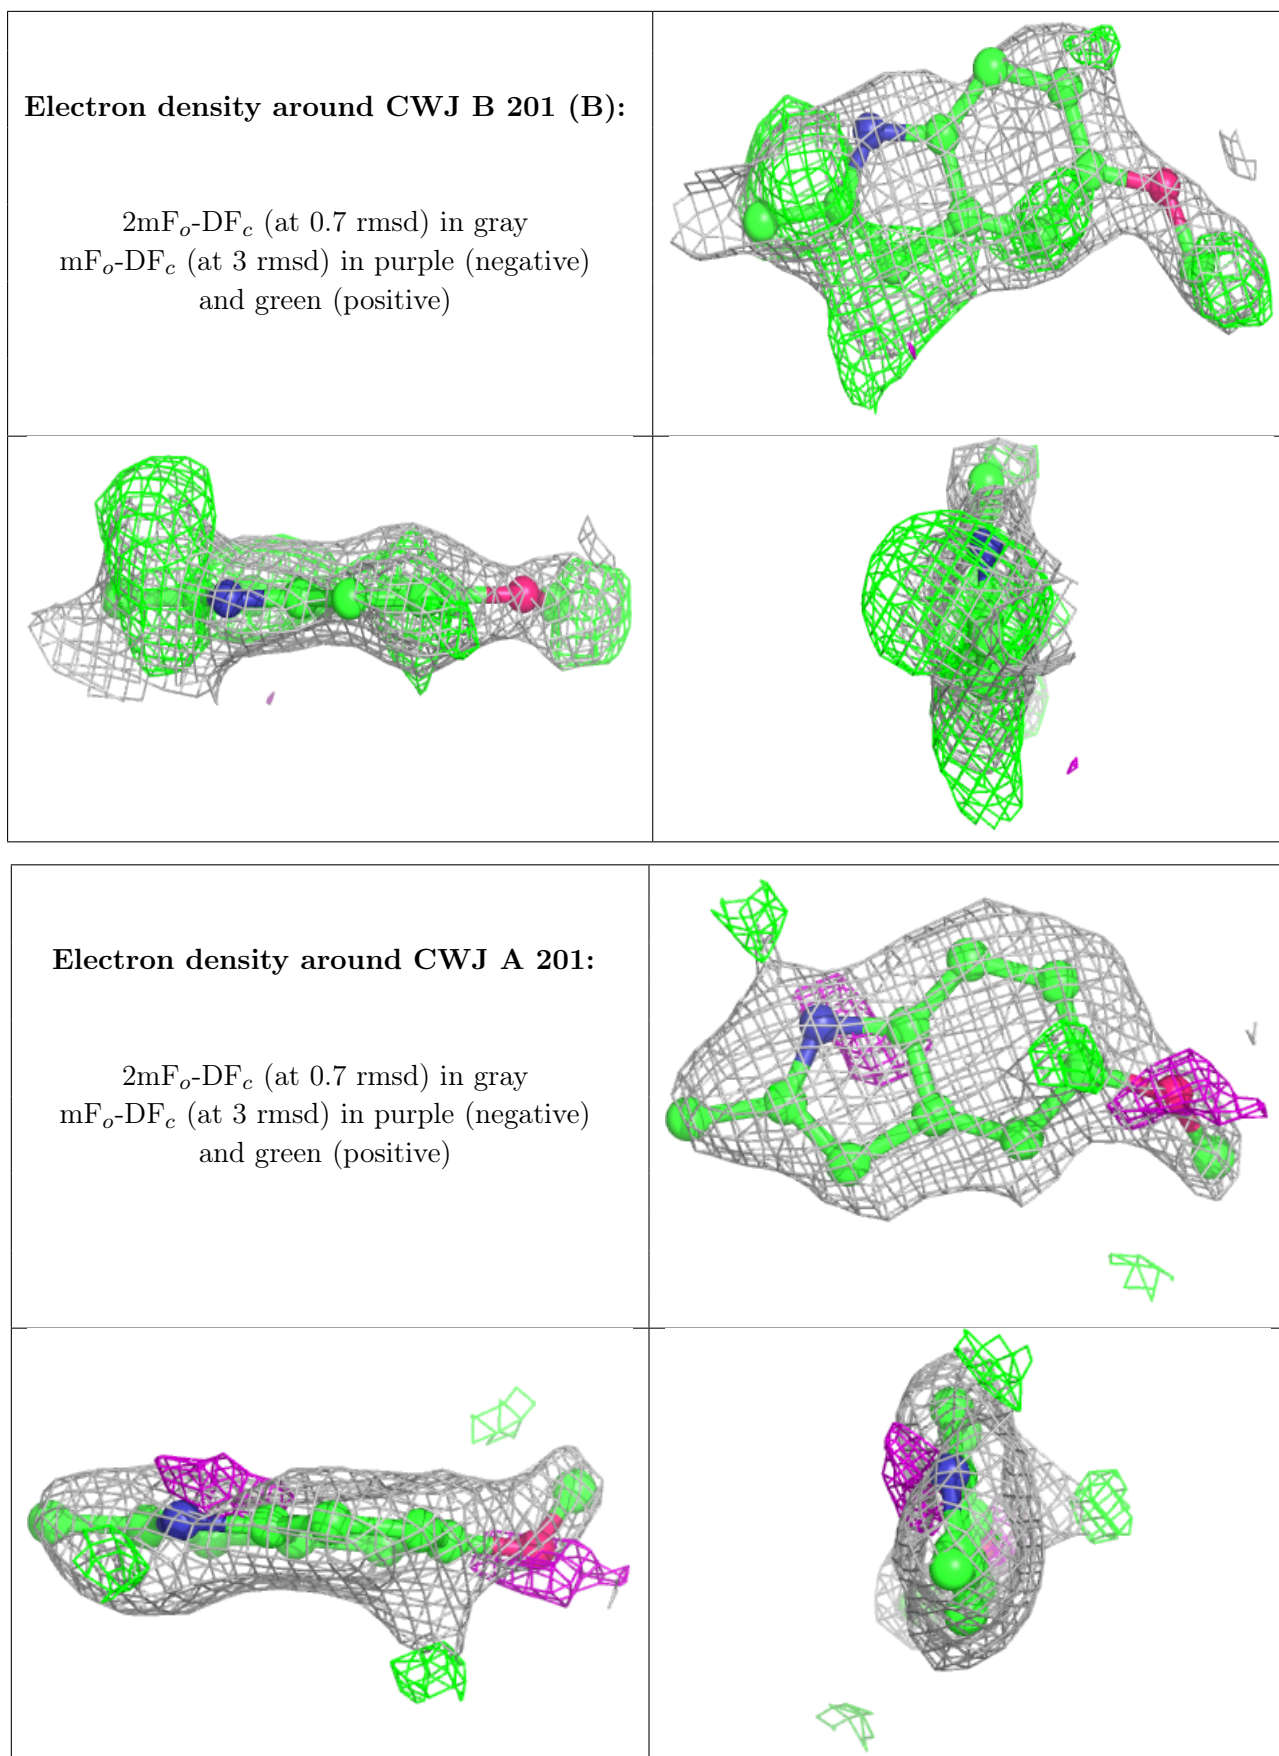 Electron density around CWJ B 201 (B):
2mFₒ-DF𝒸 (at 0.7 rmsd) in gray
mFₒ-DF𝒸 (at 3 rmsd) in purple (negative)
and green (positive)
Electron density around CWJ A 201:
2mFₒ-DF𝒸 (at 0.7 rmsd) in gray
mFₒ-DF𝒸 (at 3 rmsd) in purple (negative)
and green (positive)